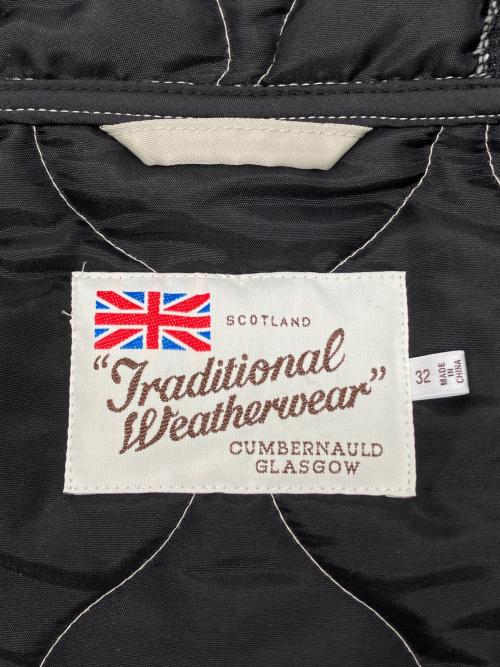 SCOTLAND
"Traditional
Weatherwear"
CUMBERNAULD
GLASGOW
32
MADE
IN
CHINA